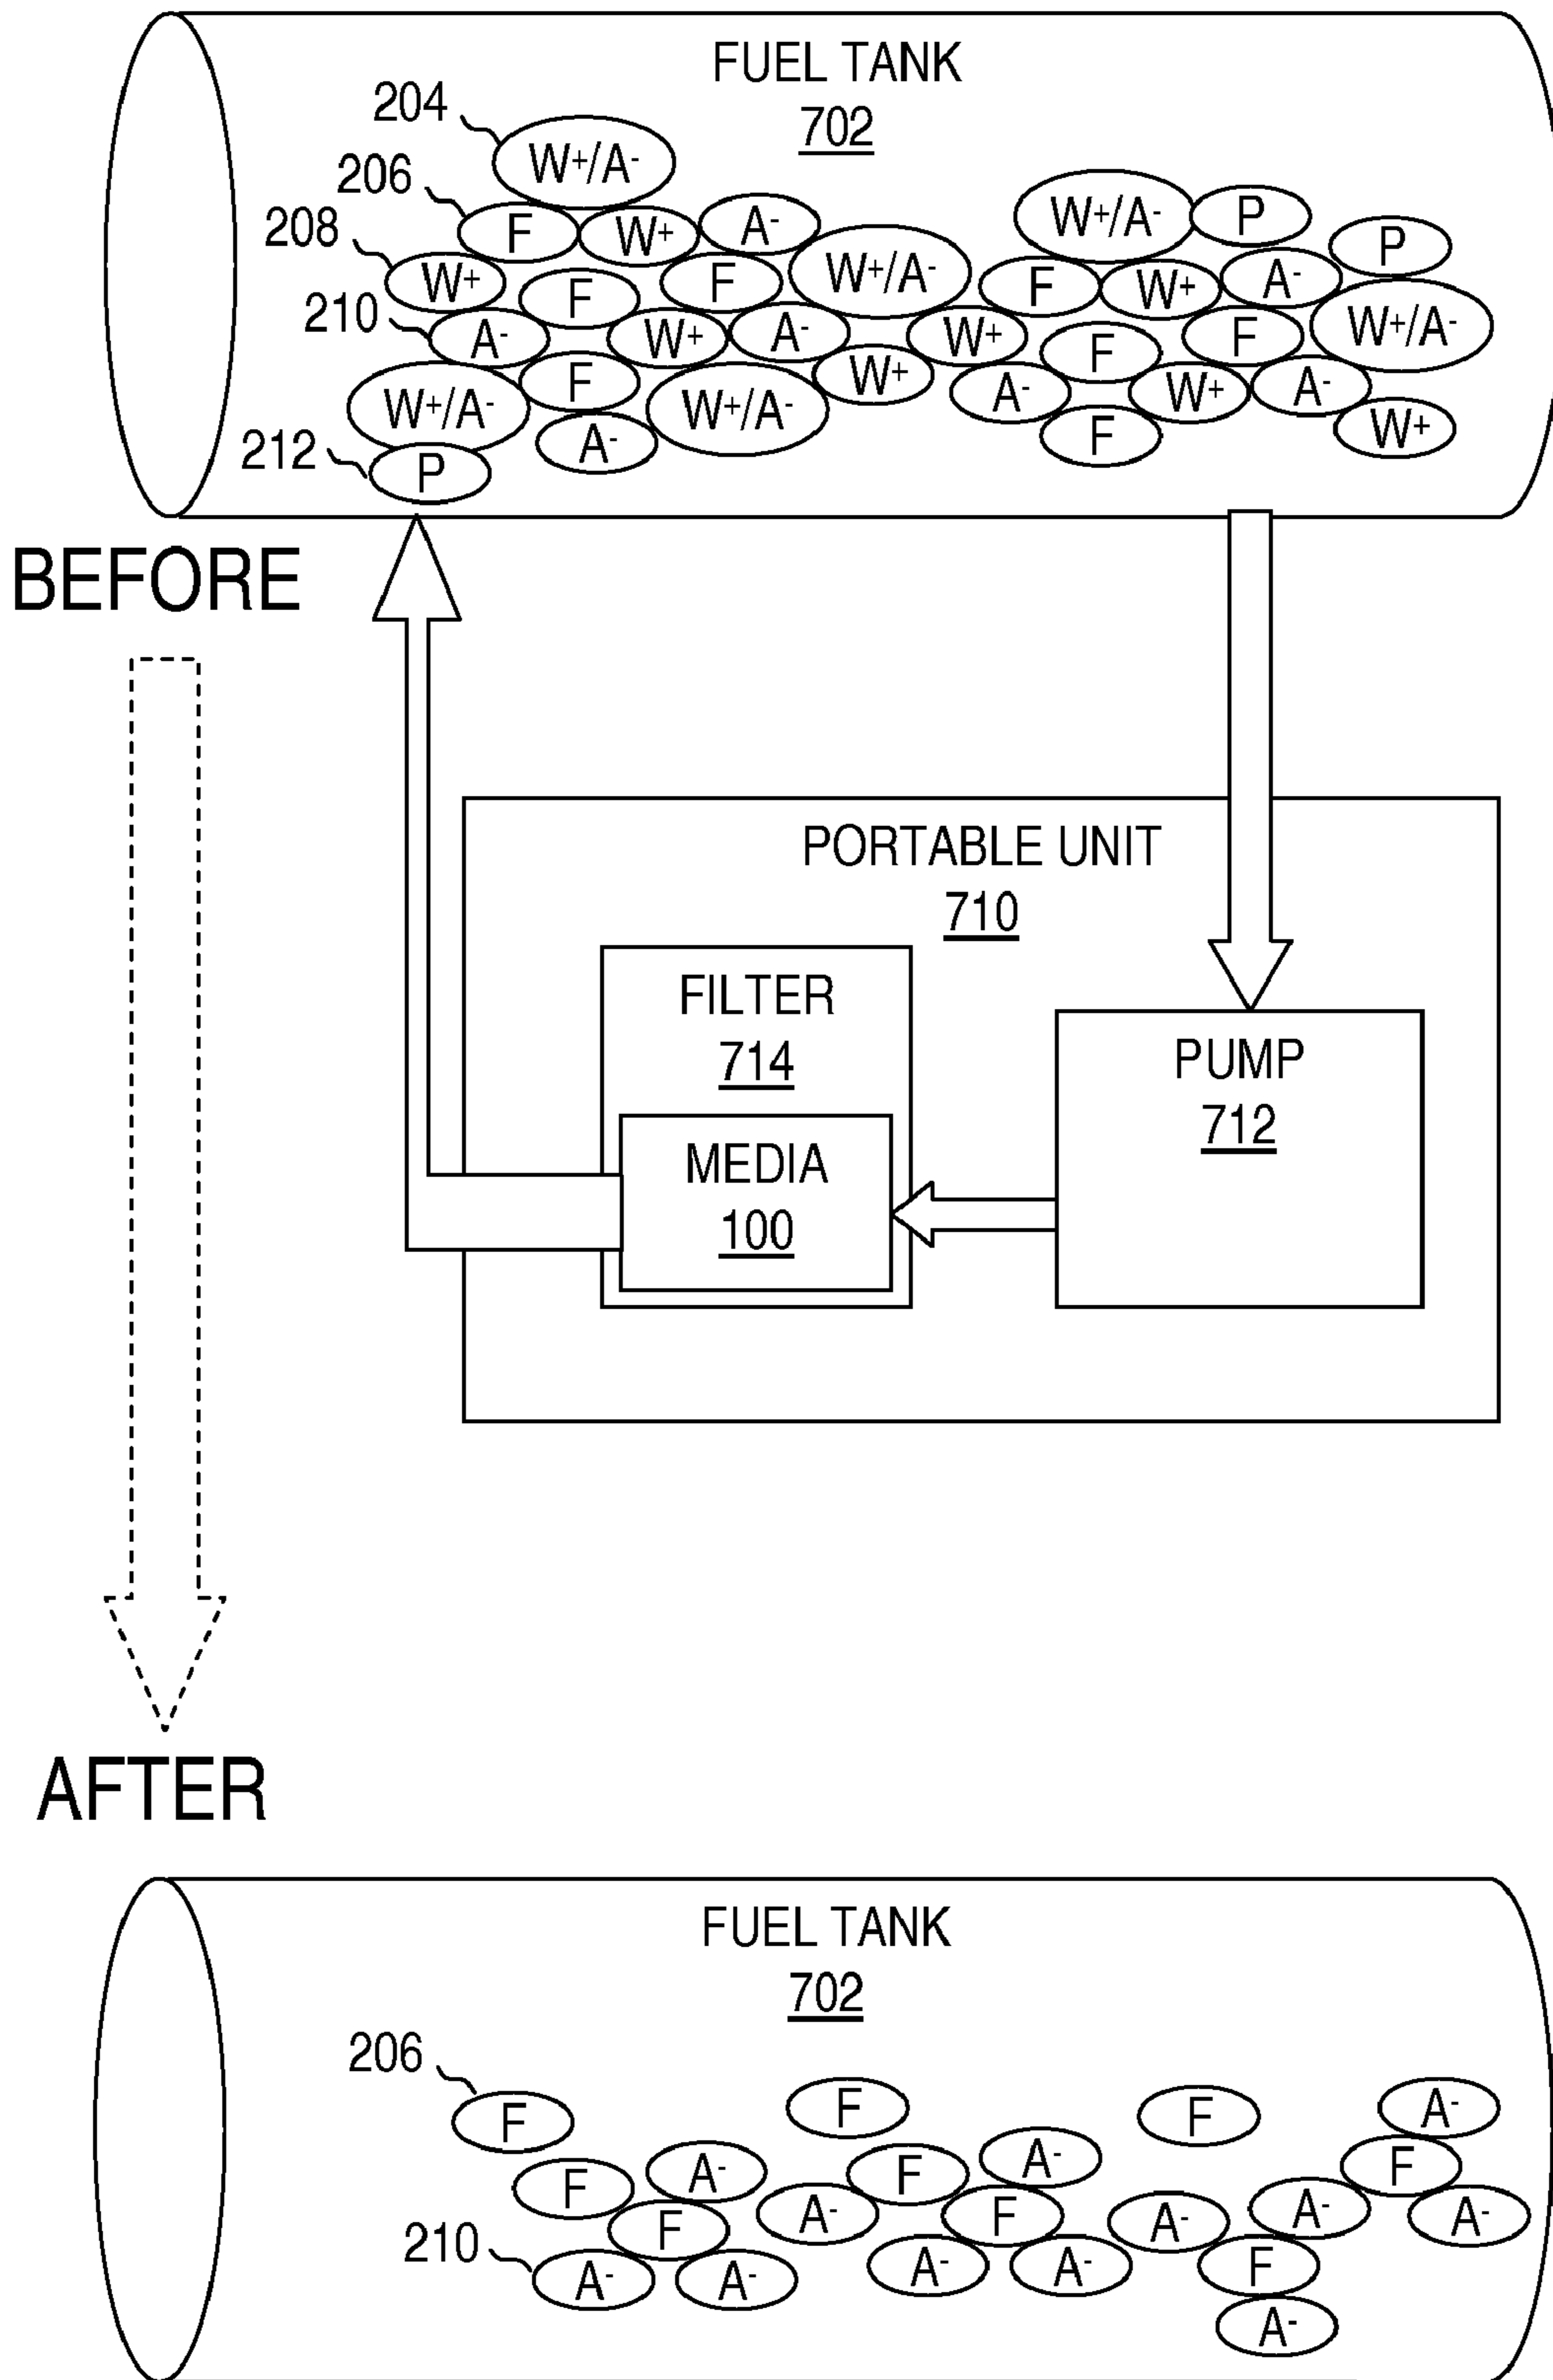 FUEL TANK
702
204
W+/A-
206
F
W+
A-
W+/A-
P
P
208
W+
F
F
W+/A-
F
W+
A-
210
A-
W+
A-
W+
F
F
W+/A-
W+/A-
F
W+/A-
W+
A-
W+
A-
W+
212
P
A-
F
BEFORE
PORTABLE UNIT
710
FILTER
714
PUMP
712
MEDIA
100
AFTER
FUEL TANK
702
206
F
F
F
A-
F
A-
F
A-
F
A-
F
F
A-
A-
A-
210
A-
A-
A-
A-
F
A-